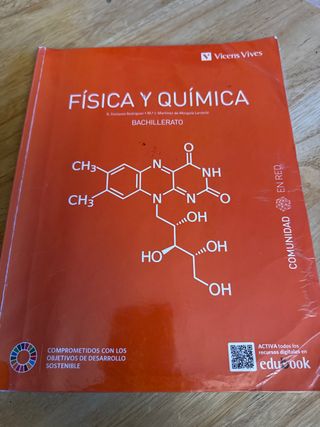 Vicens Vives
FÍSICA Y QUÍMICA
BACHILLERATO
CH₃
CH₃
N
N
N
O
NH
O
OH
HO
OH
OH
COMUNIDAD EN RED
COMPROMETIDOS CON LOS
OBJETIVOS DE DESARROLLO
SOSTENIBLE
ACTIVA todos los
recursos digitales en
edubook